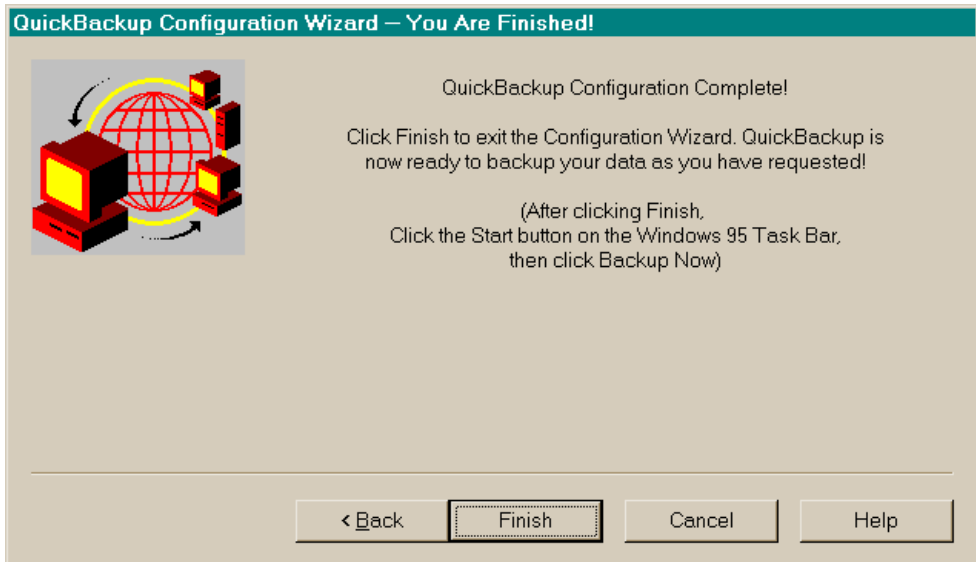 QuickBackup Configuration Wizard – You Are Finished!
QuickBackup Configuration Complete!
Click Finish to exit the Configuration Wizard. QuickBackup is
now ready to backup your data as you have requested!
(After clicking Finish,
Click the Start button on the Windows 95 Task Bar,
then click Backup Now)
< Back
Finish
Cancel
Help